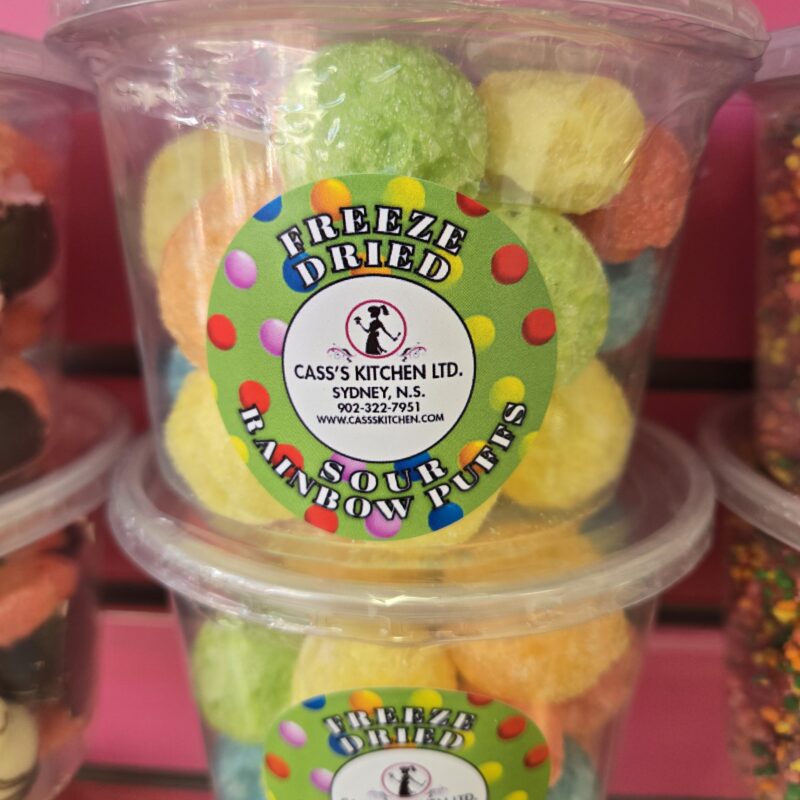 FREEZE
DRIED
CASS'S KITCHEN LTD.
SYDNEY, N.S.
902-322-7951
WWW.CASSSKITCHEN.COM
SOUR
RAINBOW PUFFS
FREEZE
DRIED